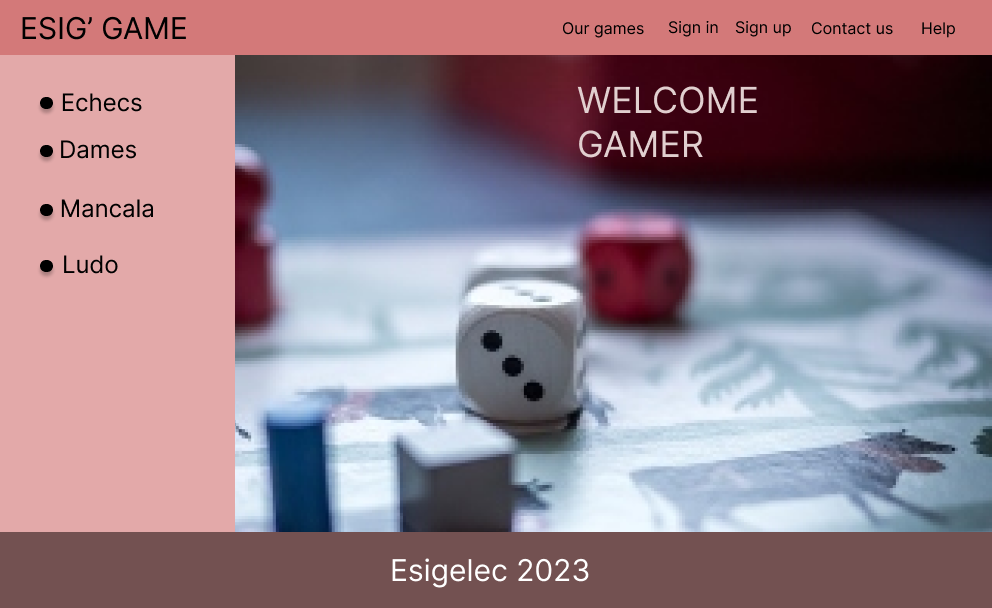 ESIG’ GAME
Our games Sign in Sign up Contact us Help
Echecs
Dames
Mancala
Ludo
WELCOME
GAMER
Esigelec 2023